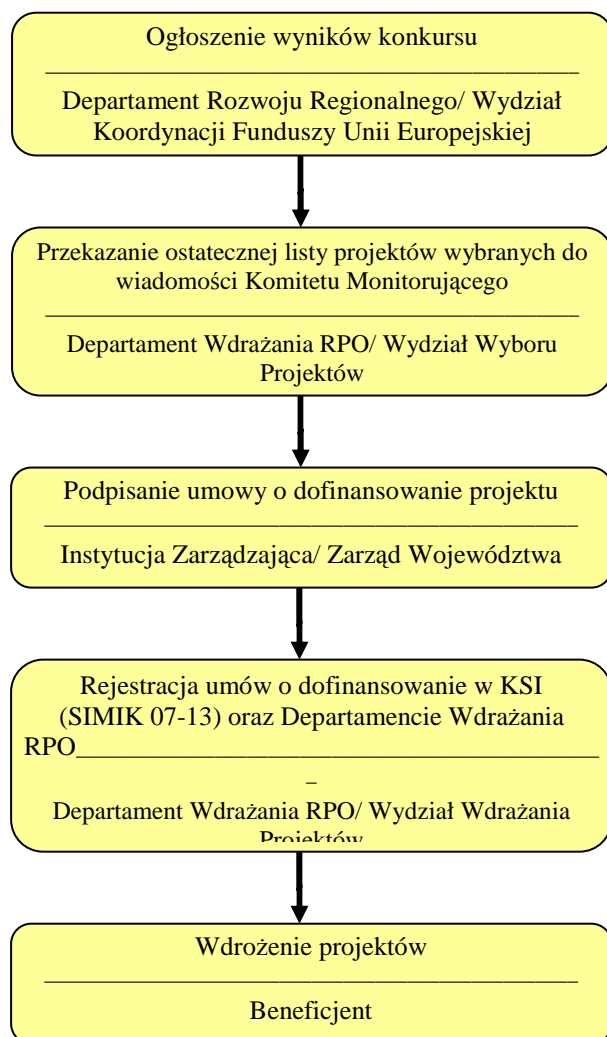 Ogłoszenie wyników konkursu
Departament Rozwoju Regionalnego/ Wydział
Koordynacji Funduszy Unii Europejskiej
Przekazanie ostatecznej listy projektów wybranych do
wiadomości Komitetu Monitorującego
Departament Wdrażania RPO/ Wydział Wyboru
Projektów
Podpisanie umowy o dofinansowanie projektu
Instytucja Zarządzająca/ Zarząd Województwa
Rejestracja umów o dofinansowanie w KSI
(SIMIK 07-13) oraz Departamencie Wdrażania
RPO
Departament Wdrażania RPO/ Wydział Wdrażania
Projektów
Wdrożenie projektów
Beneficjent